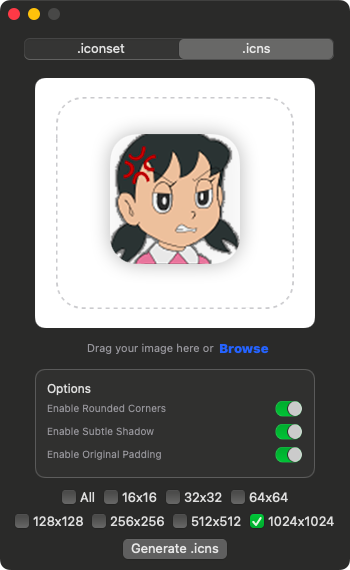 .iconset .icns
Drag your image here or Browse
Options
Enable Rounded Corners
Enable Subtle Shadow
Enable Original Padding
All 16x16 32x32 64x64
128x128 256x256 512x512 1024x1024
Generate .icns